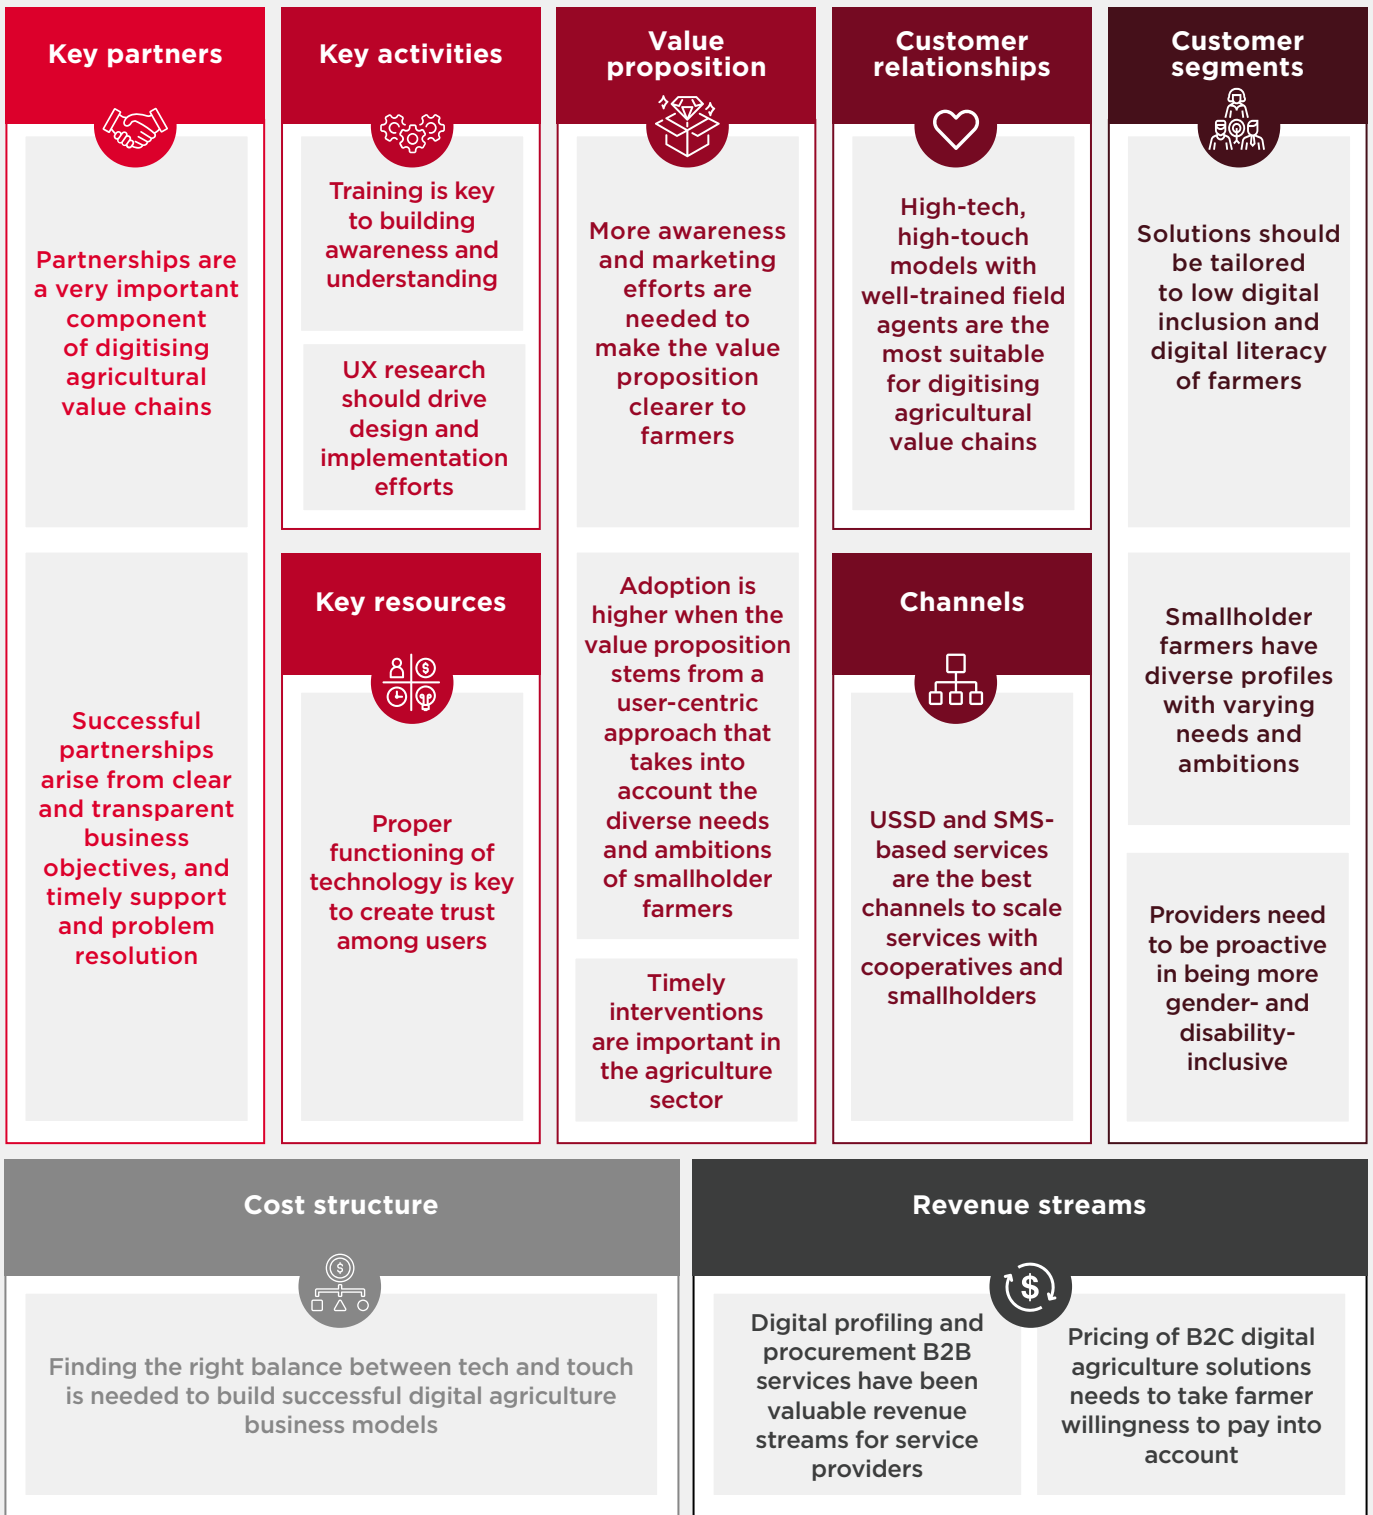 Key partners
Partnerships are
a very important
component
of digitising
agricultural
value chains
Successful
partnerships
arise from clear
and transparent
business
objectives, and
timely support
and problem
resolution
Key activities
Training is key
to building
awareness and
understanding
UX research
should drive
design and
implementation
efforts
Key resources
Proper
functioning of
technology is key
to create trust
among users
Value
proposition
More awareness
and marketing
efforts are
needed to
make the value
proposition
clearer to
farmers
Adoption is
higher when the
value proposition
stems from a
user-centric
approach that
takes into
account the
diverse needs
and ambitions
of smallholder
farmers
Timely
interventions
are important in
the agriculture
sector
Customer
relationships
High-tech,
high-touch
models with
well-trained field
agents are the
most suitable
for digitising
agricultural
value chains
Channels
USSD and SMS-
based services
are the best
channels to scale
services with
cooperatives and
smallholders
Customer
segments
Solutions should
be tailored
to low digital
inclusion and
digital literacy
of farmers
Smallholder
farmers have
diverse profiles
with varying
needs and
ambitions
Providers need
to be proactive
in being more
gender- and
disability-
inclusive
Cost structure
Finding the right balance between tech and touch
is needed to build successful digital agriculture
business models
Revenue streams
$
Digital profiling and
procurement B2B
services have been
valuable revenue
streams for service
providers
Pricing of B2C digital
agriculture solutions
needs to take farmer
willingness to pay into
account